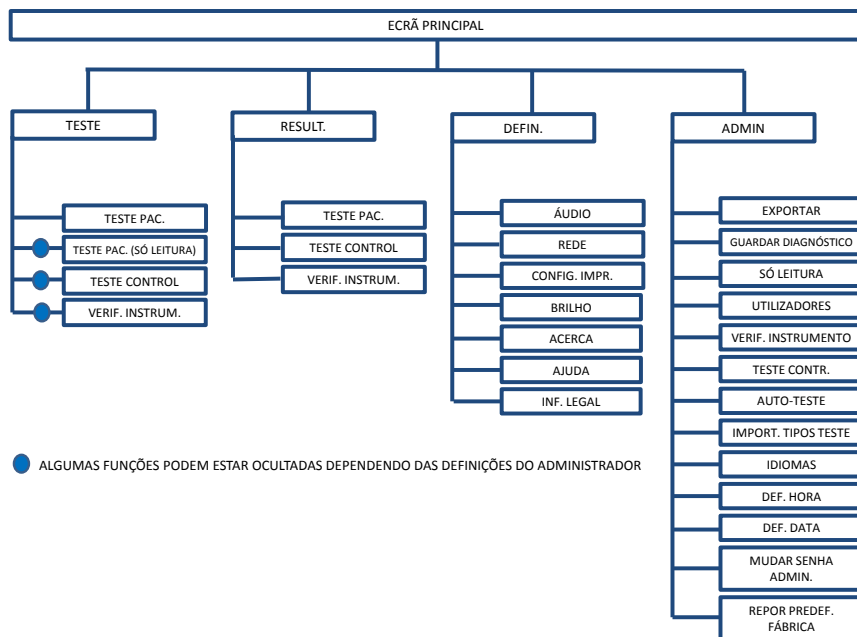 ECRÃ PRINCIPAL
TESTE
RESULT.
DEFIN.
ADMIN
TESTE PAC.
TESTE PAC. (SÓ LEITURA)
TESTE CONTROL
VERIF. INSTRUM.
TESTE PAC.
TESTE CONTROL
VERIF. INSTRUM.
ÁUDIO
REDE
CONFIG. IMPR.
BRILHO
ACERCA
AJUDA
INF. LEGAL
EXPORTAR
GUARDAR DIAGNÓSTICO
SÓ LEITURA
UTILIZADORES
VERIF. INSTRUMENTO
TESTE CONTR.
AUTO-TESTE
IMPORT. TIPOS TESTE
IDIOMAS
DEF. HORA
DEF. DATA
MUDAR SENHA
ADMIN.
REPOR PREDEF.
FÁBRICA
ALGUMAS FUNÇÕES PODEM ESTAR OCULTADAS DEPENDENDO DAS DEFINIÇÕES DO ADMINISTRADOR